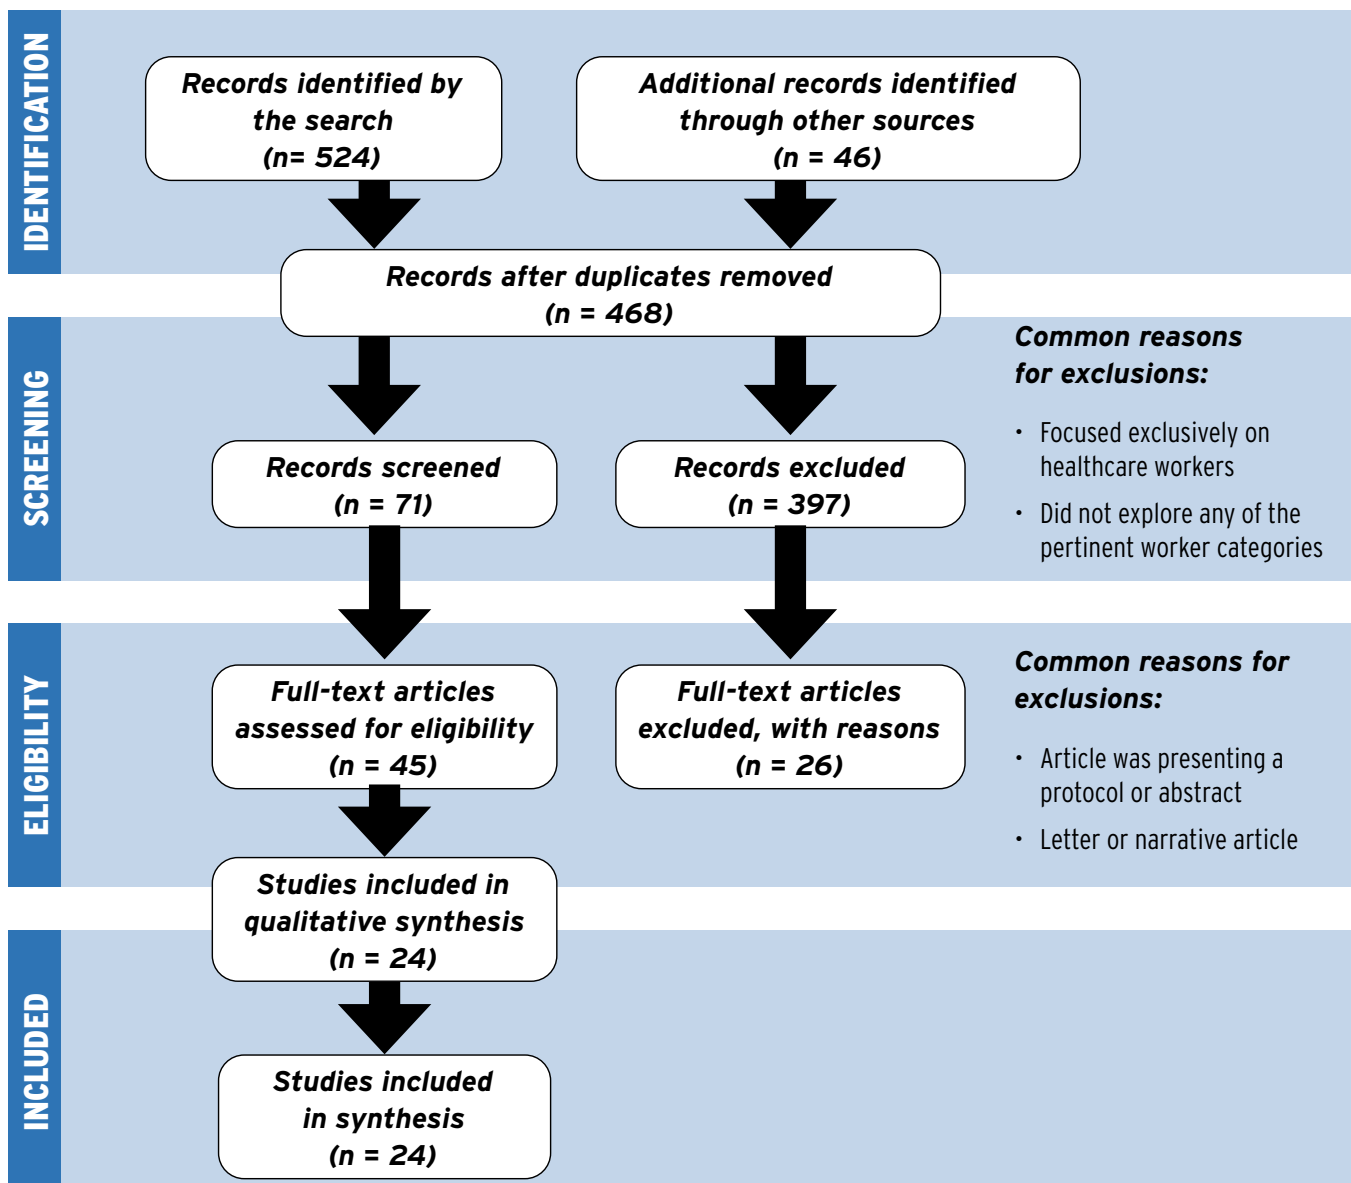 IDENTIFICATION
Records identified by
the search
(n= 524)
Additional records identified
through other sources
(n = 46)
Records after duplicates removed
(n = 468)
SCREENING
Records screened
(n = 71)
Records excluded
(n = 397)
Common reasons
for exclusions:
• Focused exclusively on
healthcare workers
• Did not explore any of the
pertinent worker categories
ELIGIBILITY
Full-text articles
assessed for eligibility
(n = 45)
Full-text articles
excluded, with reasons
(n = 26)
Common reasons for
exclusions:
• Article was presenting a
protocol or abstract
• Letter or narrative article
Studies included in
qualitative synthesis
(n = 24)
INCLUDED
Studies included
in synthesis
(n = 24)